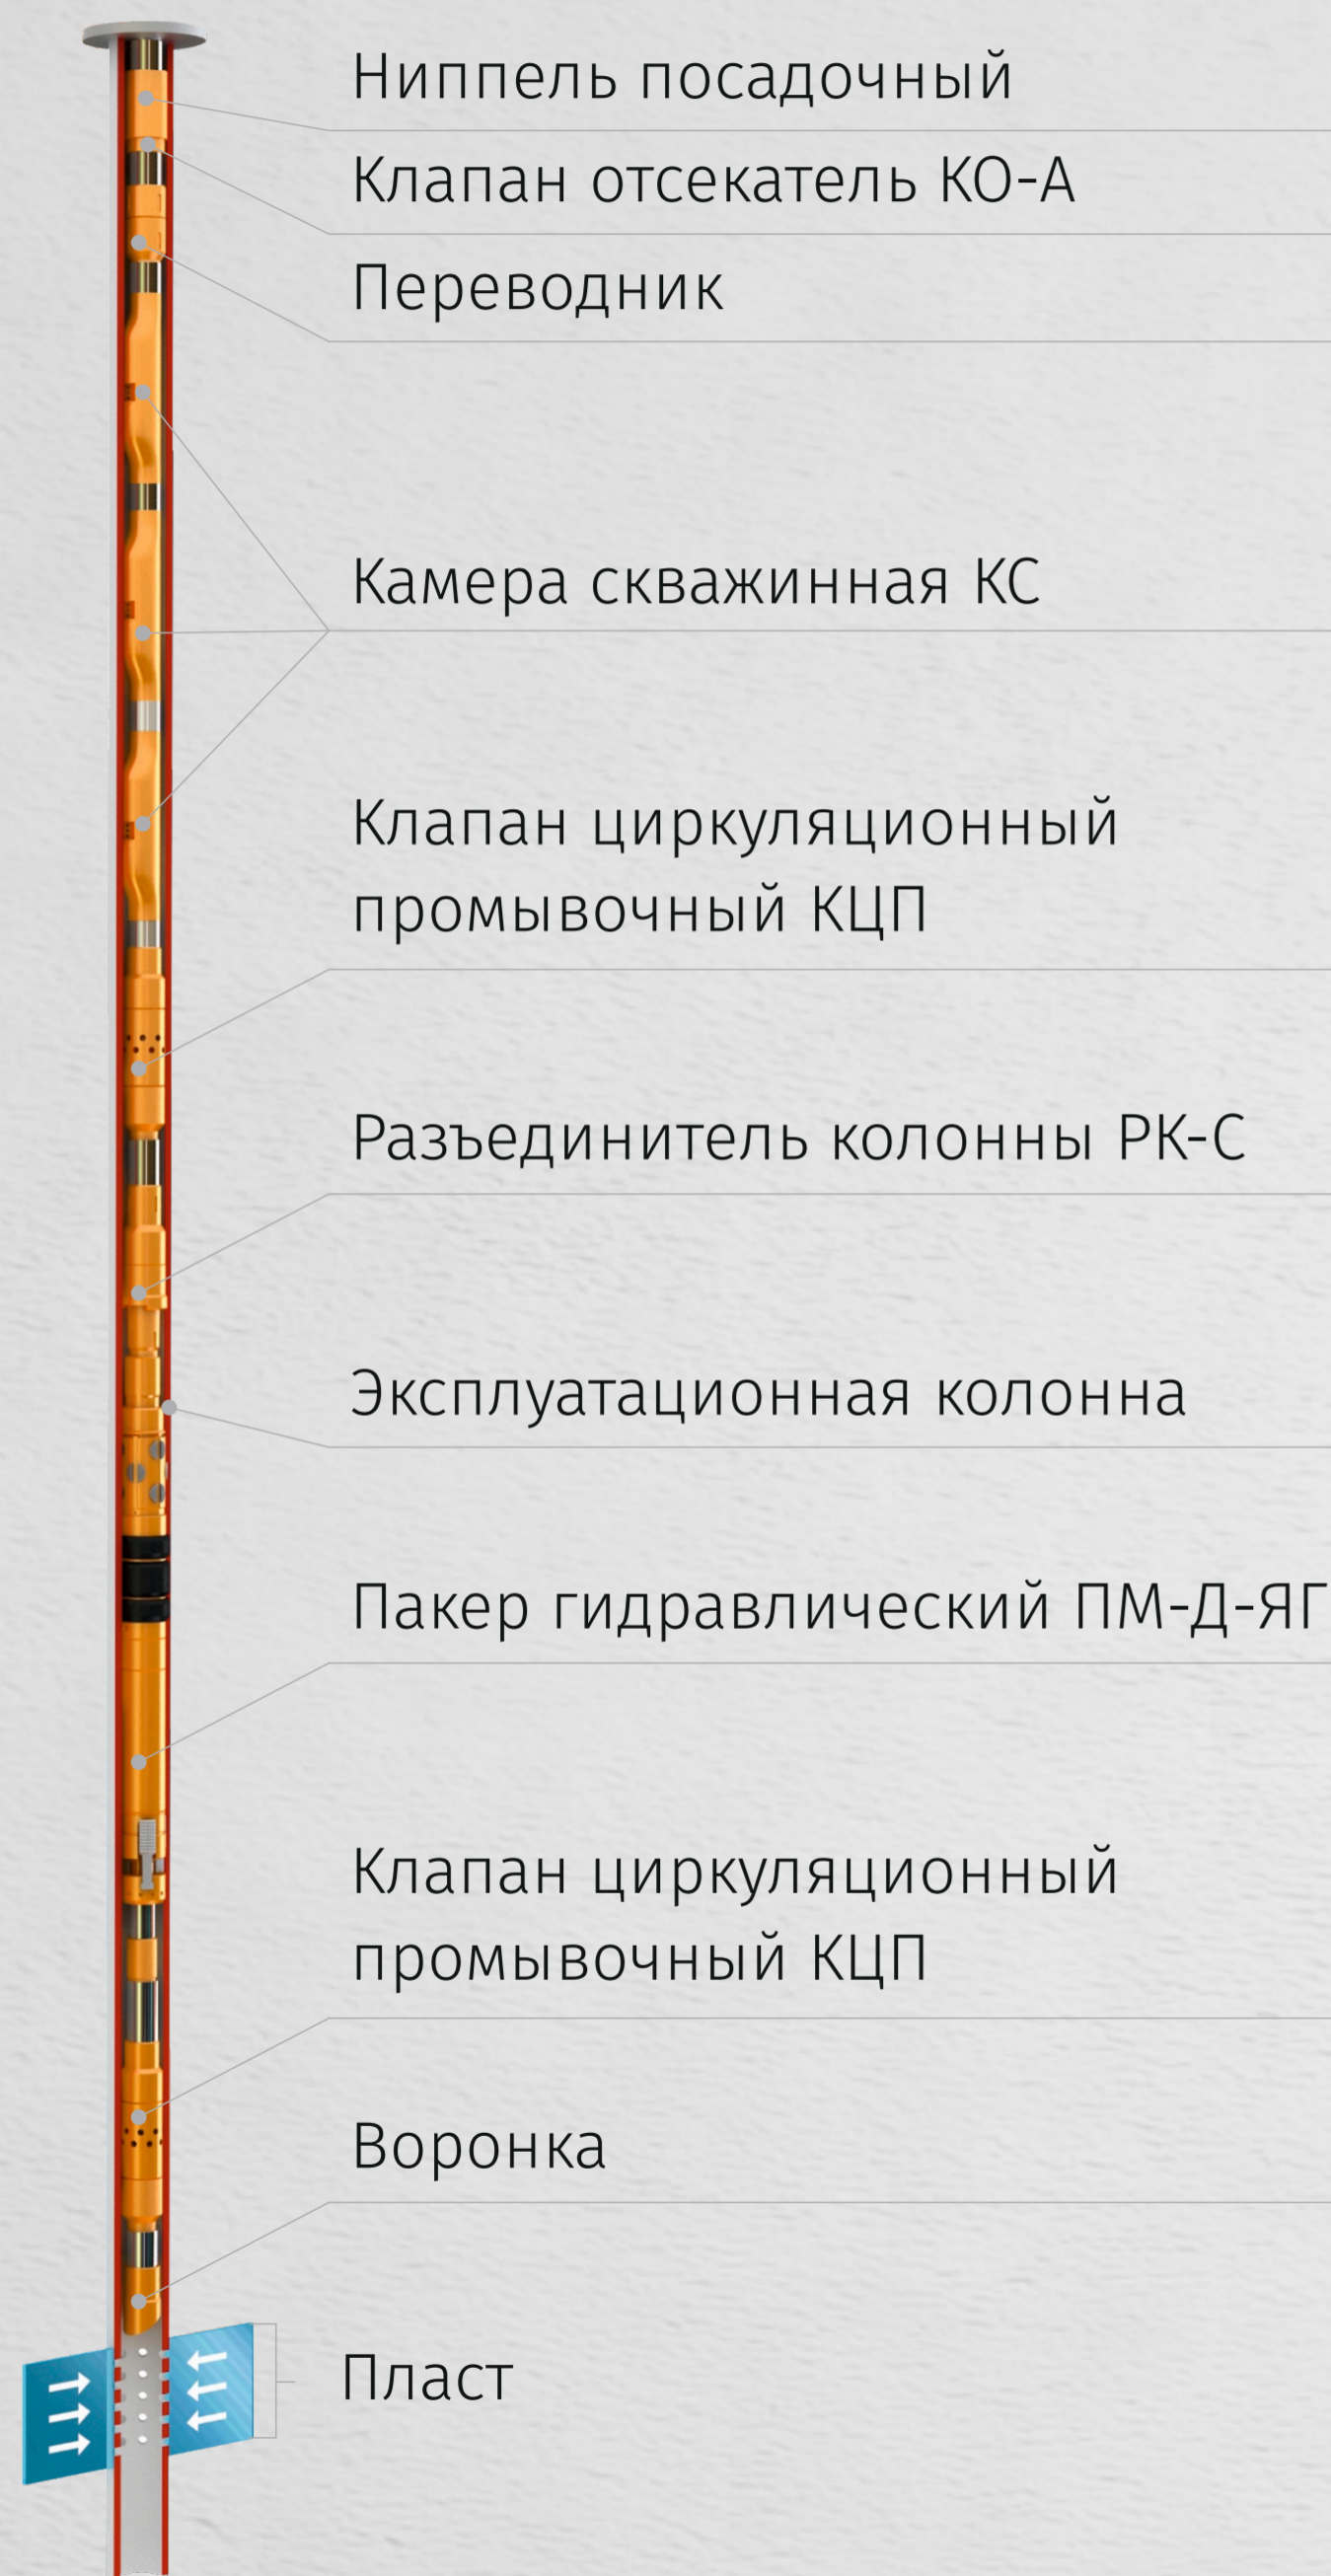 Ниппель посадочный
Клапан отсекатель КО-А
Переводник
Камера скважинная КС
Клапан циркуляционный
промывочный КЦП
Разъединитель колонны РК-С
Эксплуатационная колонна
Пакер гидравлический ПМ-Д-ЯГ
Клапан циркуляционный
промывочный КЦП
Воронка
Пласт